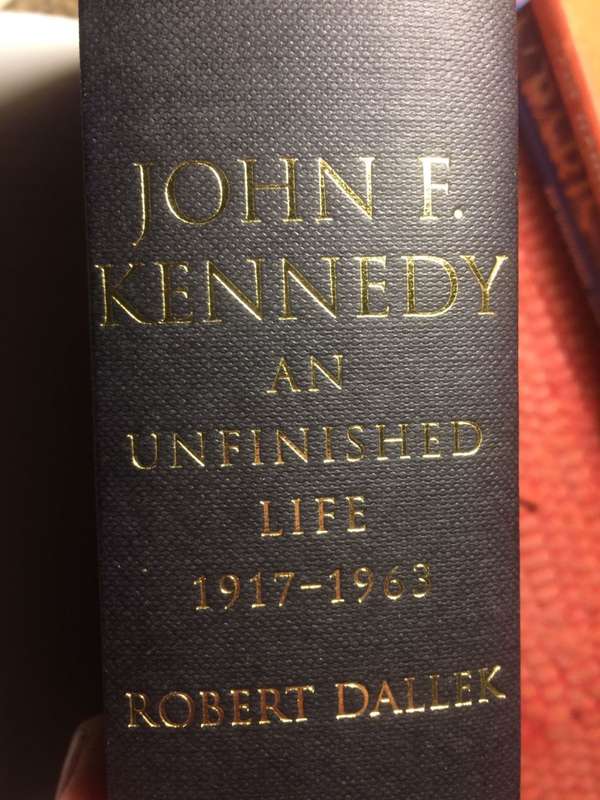 JOHN F.
KENNEDY
AN
UNFINISHED
LIFE
1917-1963
ROBERT DALLEK